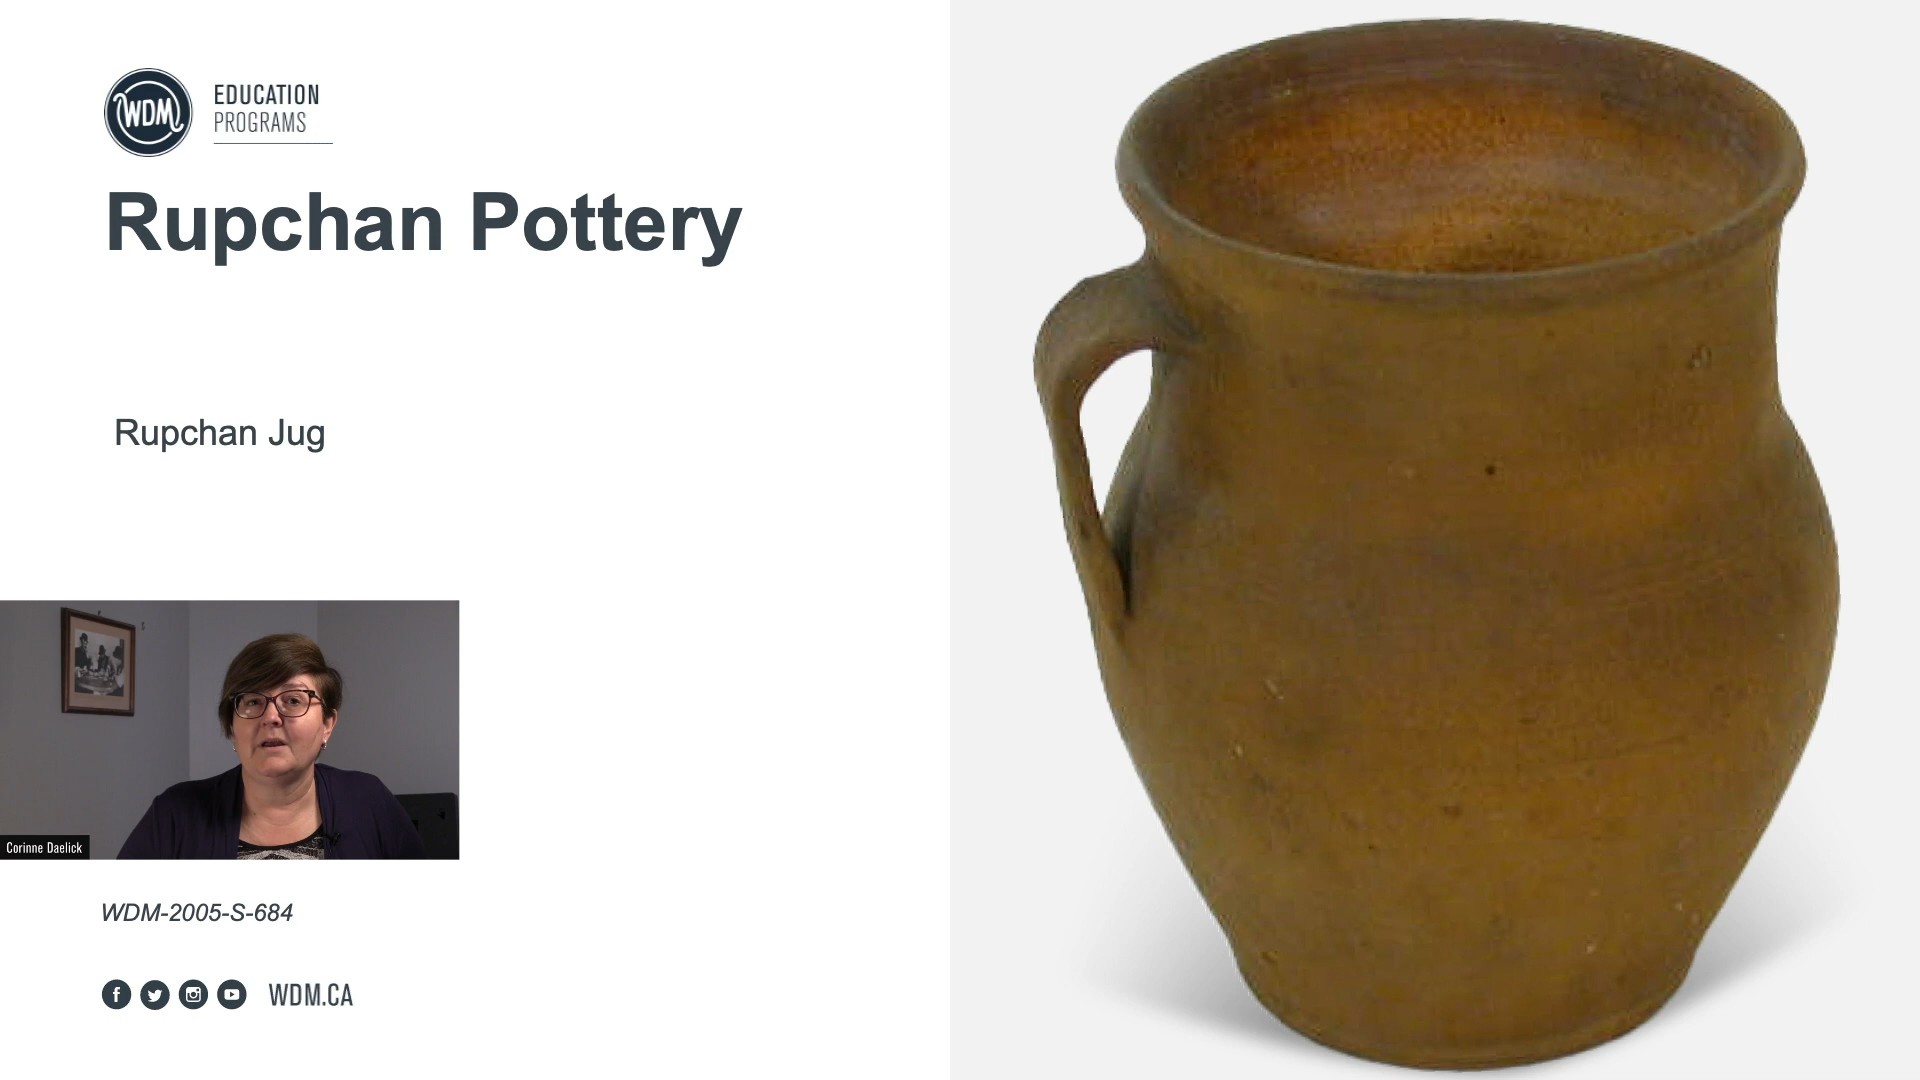 WDM
EDUCATION
PROGRAMS
Rupchan Pottery
Rupchan Jug
Corinne Daelick
WDM-2005-S-684
WDM.CA